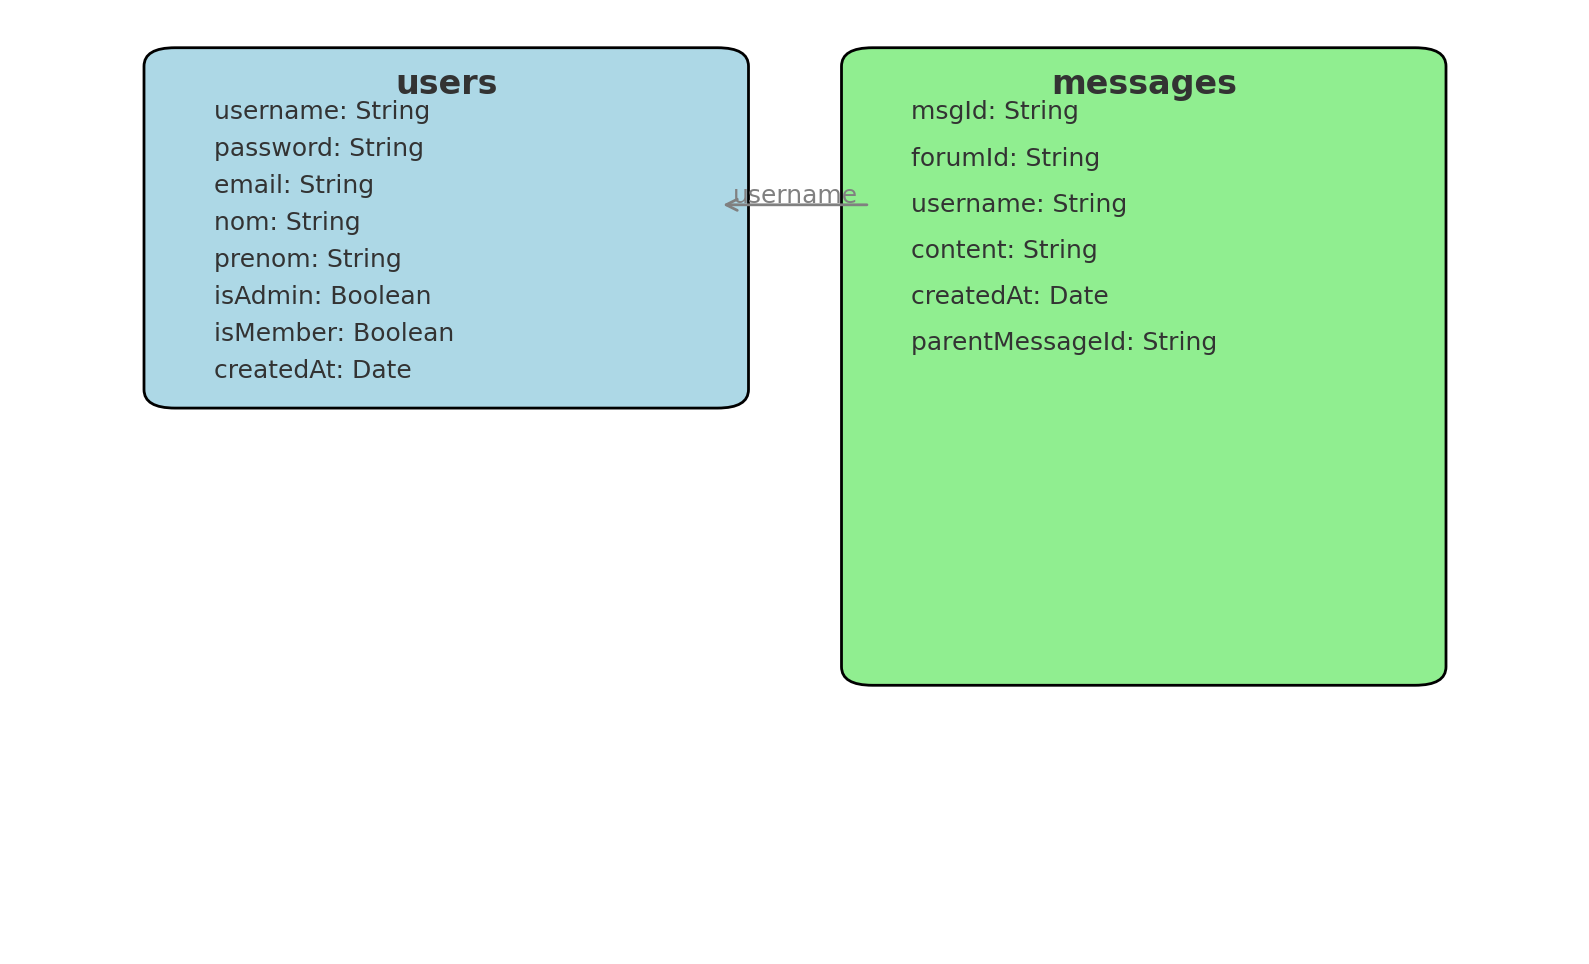 users
username: String
password: String
email: String
nom: String
prenom: String
isAdmin: Boolean
isMember: Boolean
createdAt: Date
username
messages
msgId: String
forumId: String
username: String
content: String
createdAt: Date
parentMessageId: String